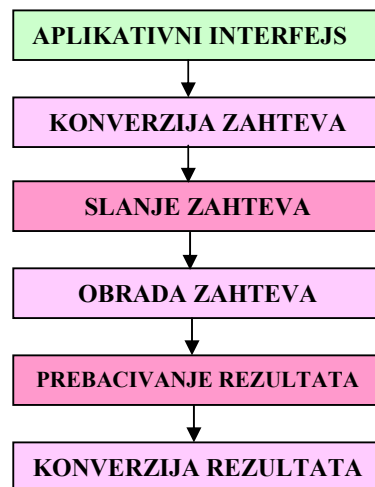 APLIKATIVNI INTERFEJS
KONVERZIJA ZAHTEVA
SLANJE ZAHTEVA
OBRADA ZAHTEVA
PREBACIVANJE REZULTATA
KONVERZIJA REZULTATA